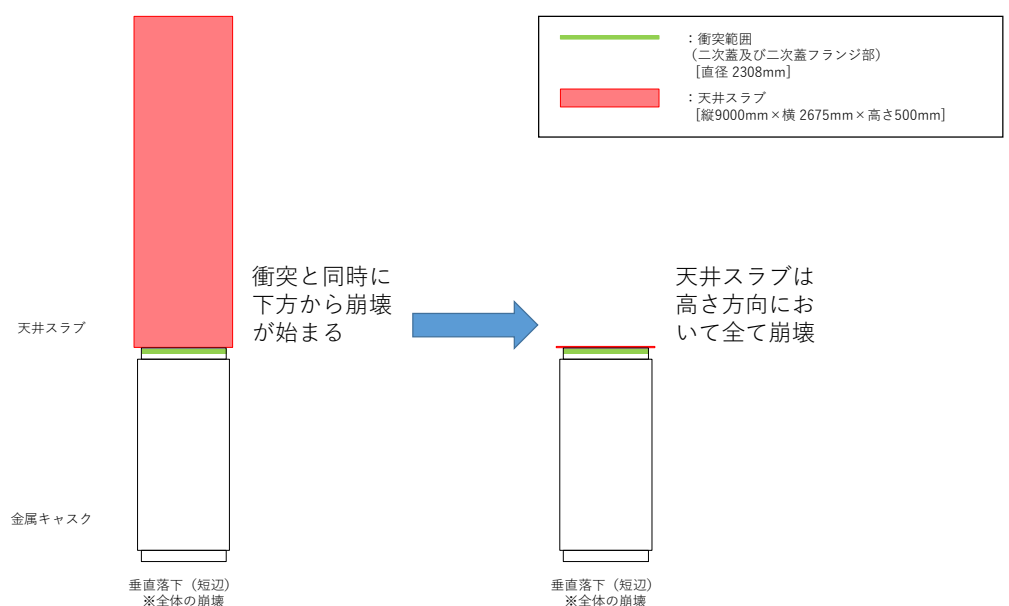 ：衝突範囲
（二次蓋及び二次蓋フランジ部）
［直径 2308mm］
：天井スラブ
［縦9000mm×横 2675mm×高さ500mm］
衝突と同時に
下方から崩壊
が始まる
天井スラブは
高さ方向にお
いて全て崩壊
天井スラブ
金属キャスク
垂直落下（短辺）
※全体の崩壊
垂直落下（短辺）
※全体の崩壊